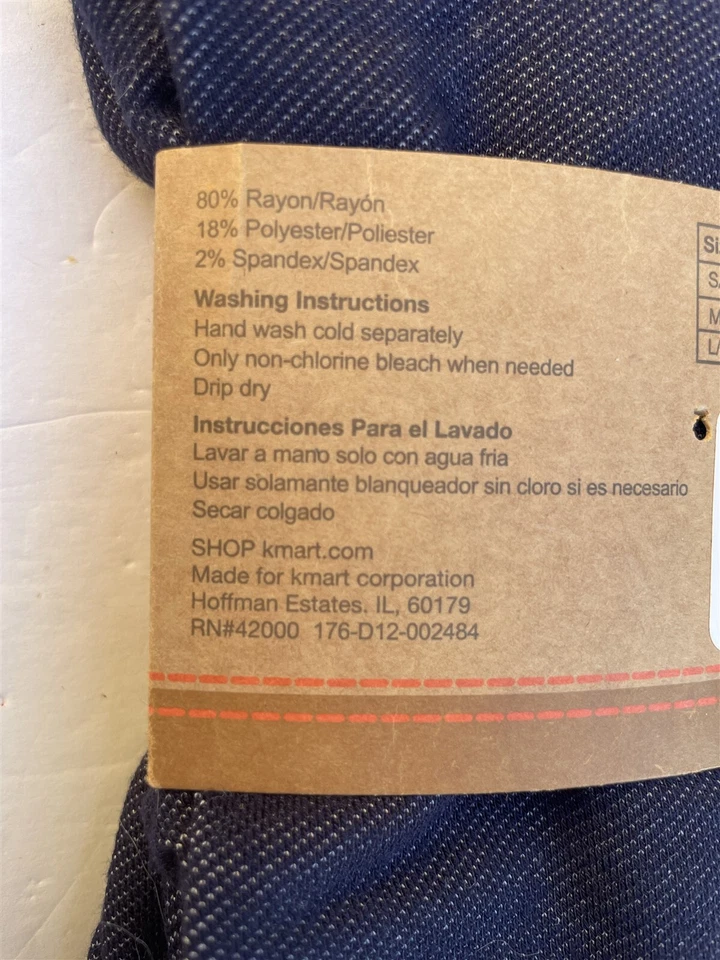 80% Rayon/Rayón
18% Polyester/Poliester
2% Spandex/Spandex
Washing Instructions
Hand wash cold separately
Only non-chlorine bleach when needed
Drip dry
Instrucciones Para el Lavado
Lavar a mano solo con agua fria
Usar solamante blanqueador sin cloro si es necesario
Secar colgado
SHOP kmart.com
Made for kmart corporation
Hoffman Estates. IL, 60179
RN#42000 176-D12-002484